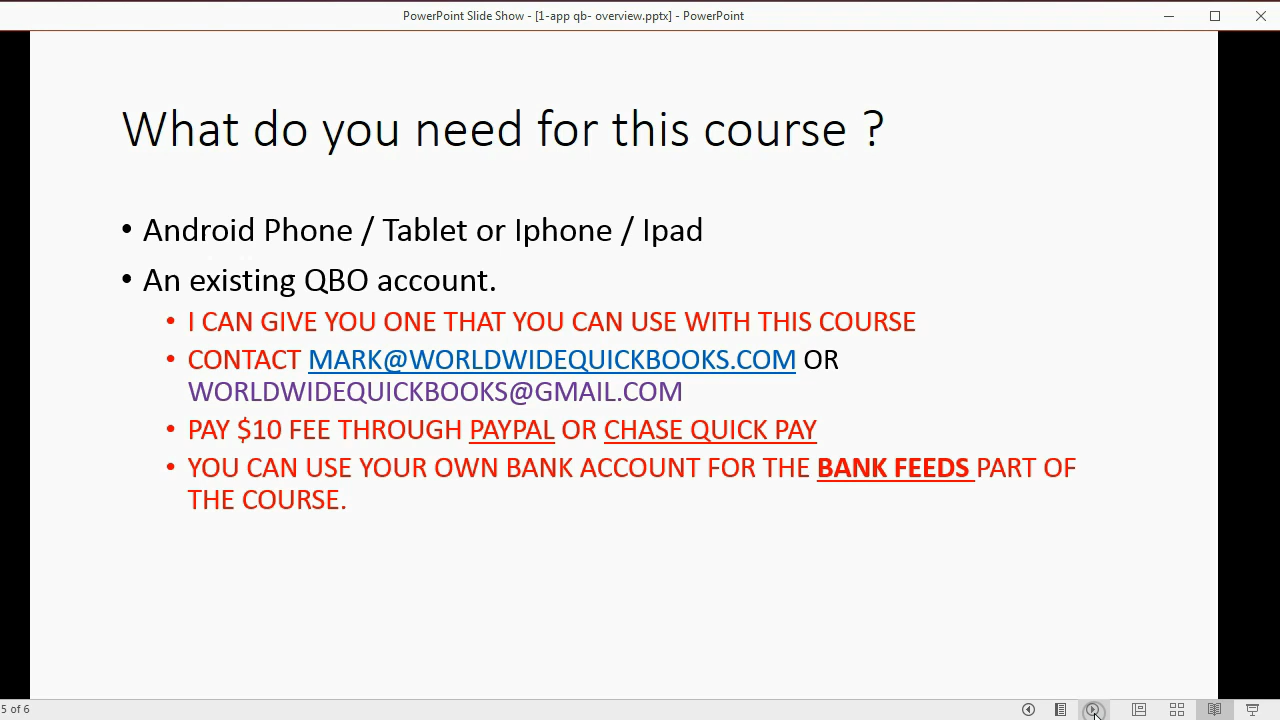 PowerPoint Slide Show - [1-app qb- overview.pptx] - PowerPoint
What do you need for this course ?
• Android Phone / Tablet or Iphone / Ipad
• An existing QBO account.
• I CAN GIVE YOU ONE THAT YOU CAN USE WITH THIS COURSE
• CONTACT MARK@WORLDWIDEQUICKBOOKS.COM OR
WORLDWIDEQUICKBOOKS@GMAIL.COM
• PAY $10 FEE THROUGH PAYPAL OR CHASE QUICK PAY
• YOU CAN USE YOUR OWN BANK ACCOUNT FOR THE BANK FEEDS PART OF
THE COURSE.
5 of 6